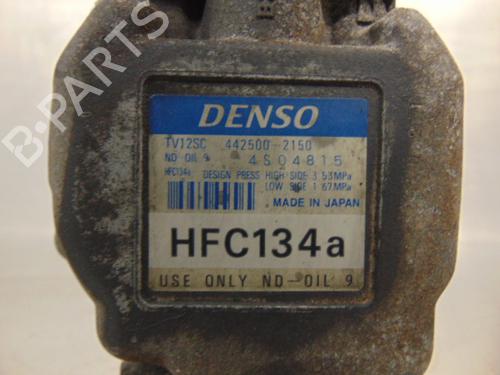 B-PARTS
DENSO
TV12SC 442500-2150
ND OIL 9 4S04815
HFC134a DESIGN PRESS HIGH SIDE 3.53MPa
LOW SIDE 1.67MPa
MADE IN JAPAN
HFC134a
USE ONLY ND-OIL 9